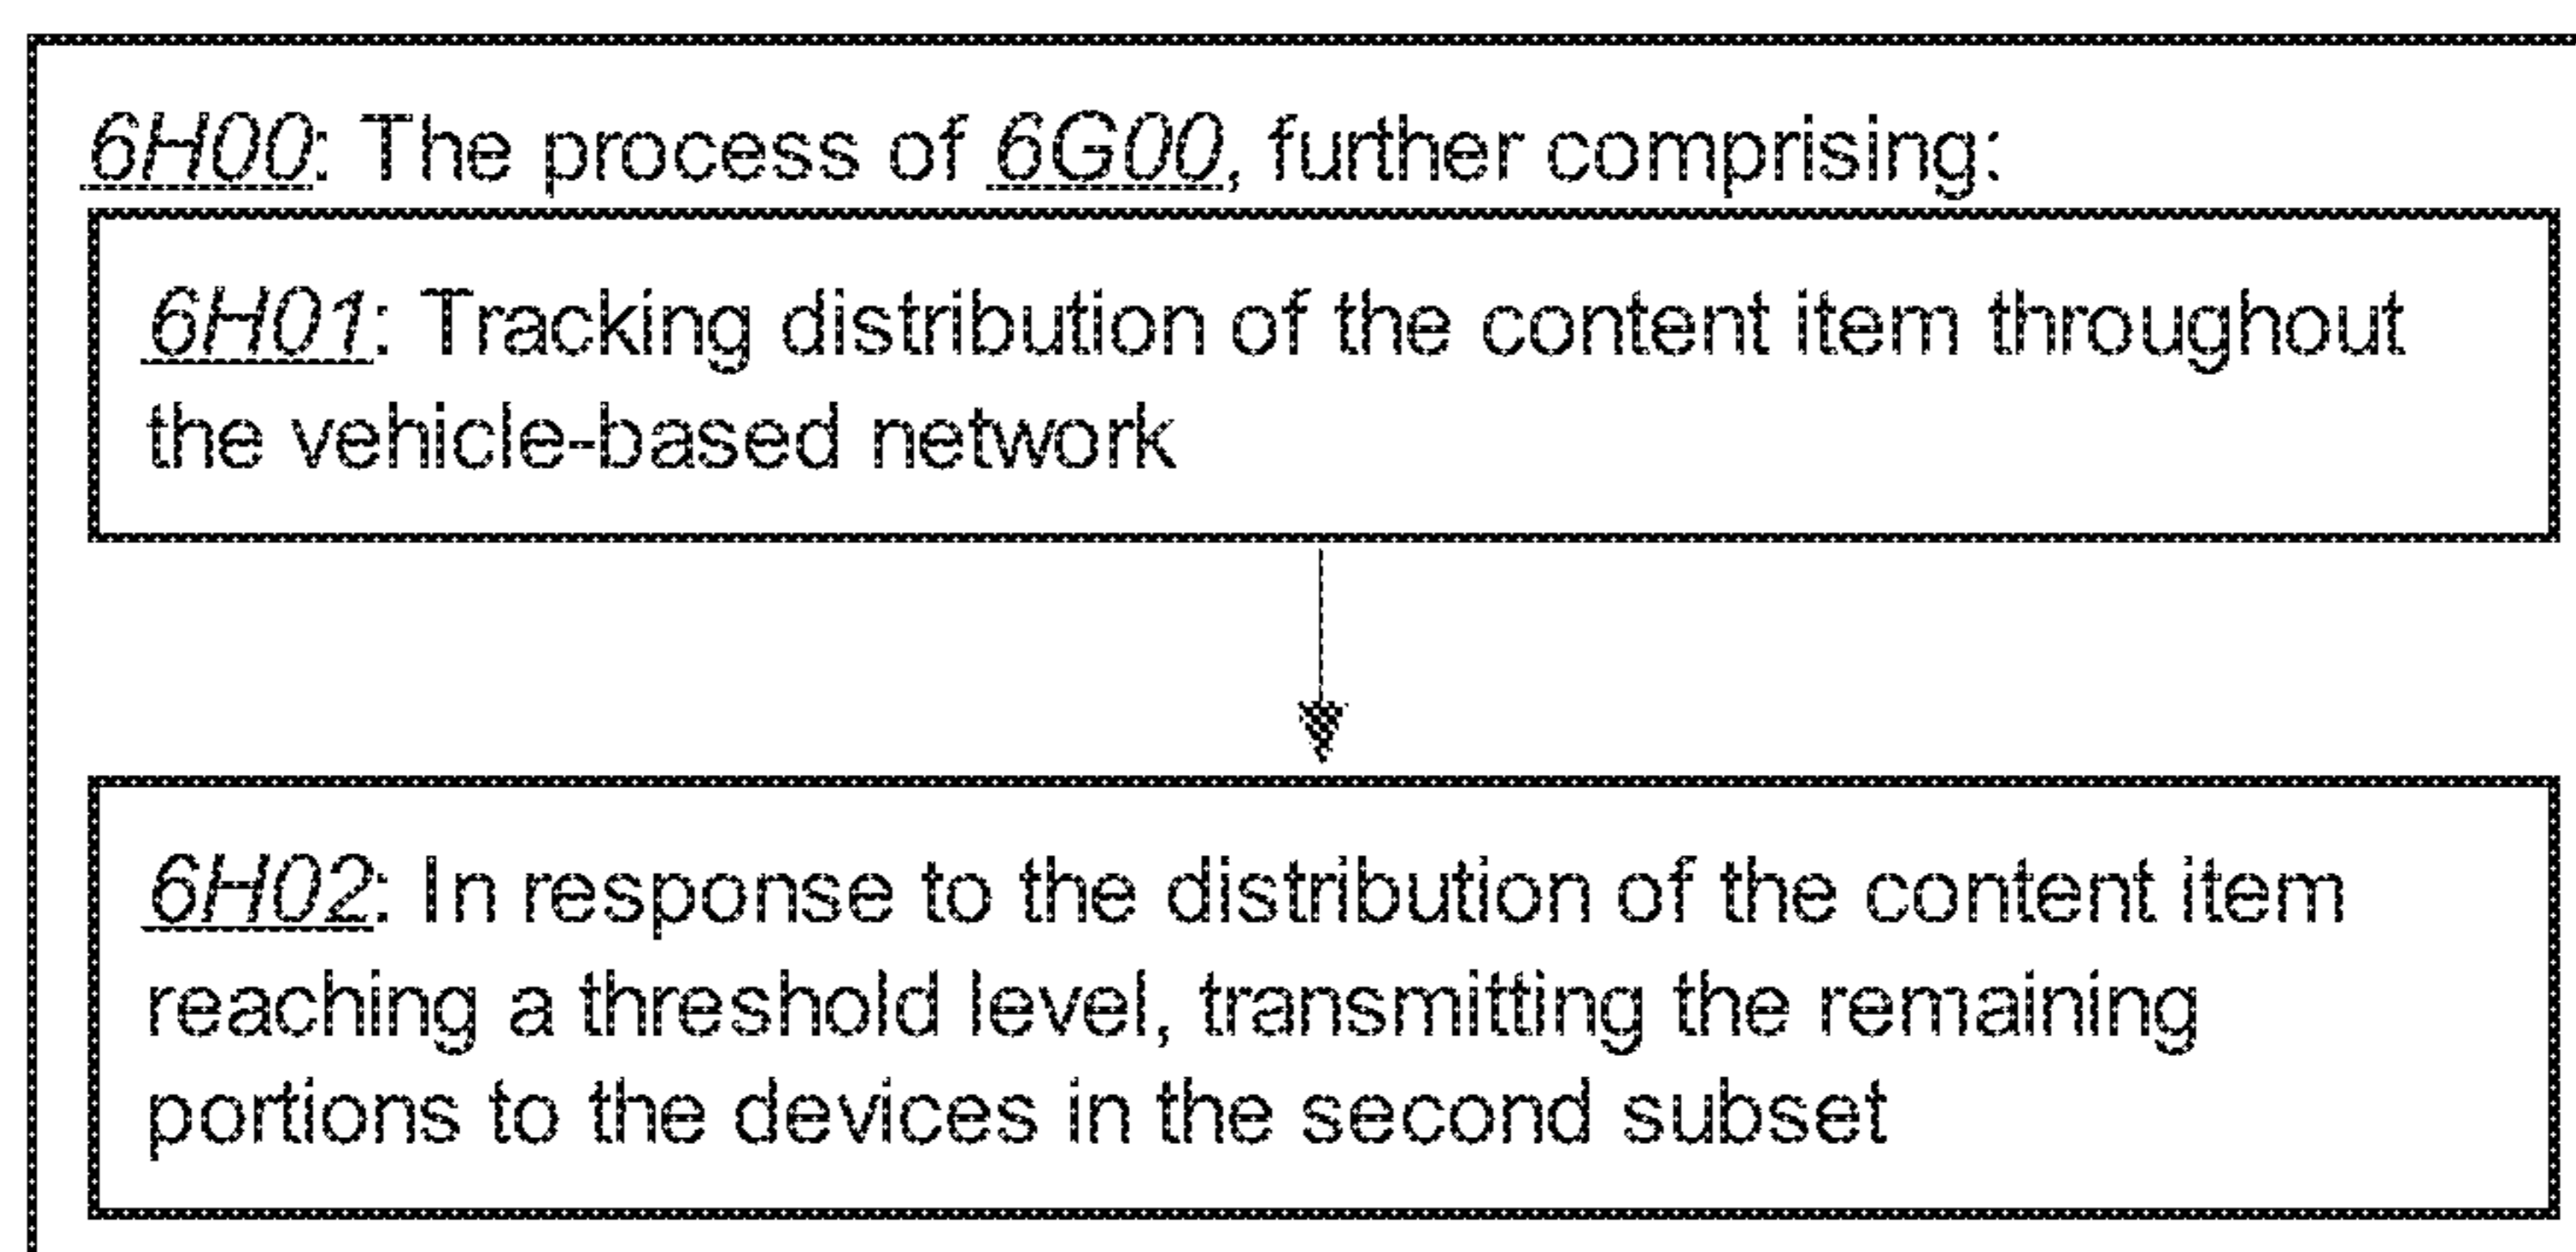 6H00: The process of 6G00, further comprising:
6H01: Tracking distribution of the content item throughout
the vehicle-based network
6H02: In response to the distribution of the content item
reaching a threshold level, transmitting the remaining
portions to the devices in the second subset